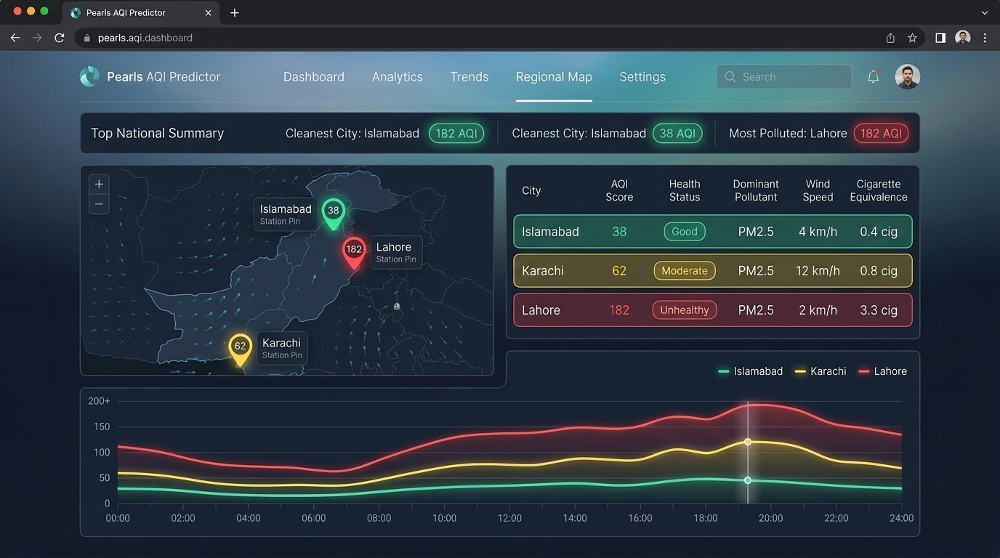 Pearls AQI Predictor
pearls.aqi.dashboard
Pearls AQI Predictor
Dashboard
Analytics
Trends
Regional Map
Settings
Search
Top National Summary
Cleanest City: Islamabad 182 AQI
Cleanest City: Islamabad 38 AQI
Most Polluted: Lahore 182 AQI
+
−
Islamabad
Station Pin
38
182
Lahore
Station Pin
62
Karachi
Station Pin
City
AQI Score
Health Status
Dominant Pollutant
Wind Speed
Cigarette Equivalence
Islamabad 38 Good PM2.5 4 km/h 0.4 cig
Karachi 62 Moderate PM2.5 12 km/h 0.8 cig
Lahore 182 Unhealthy PM2.5 2 km/h 3.3 cig
Islamabad Karachi Lahore
200+
150
100
50
0
00:00 02:00 04:00 06:00 08:00 10:00 12:00 14:00 16:00 18:00 20:00 22:00 24:00